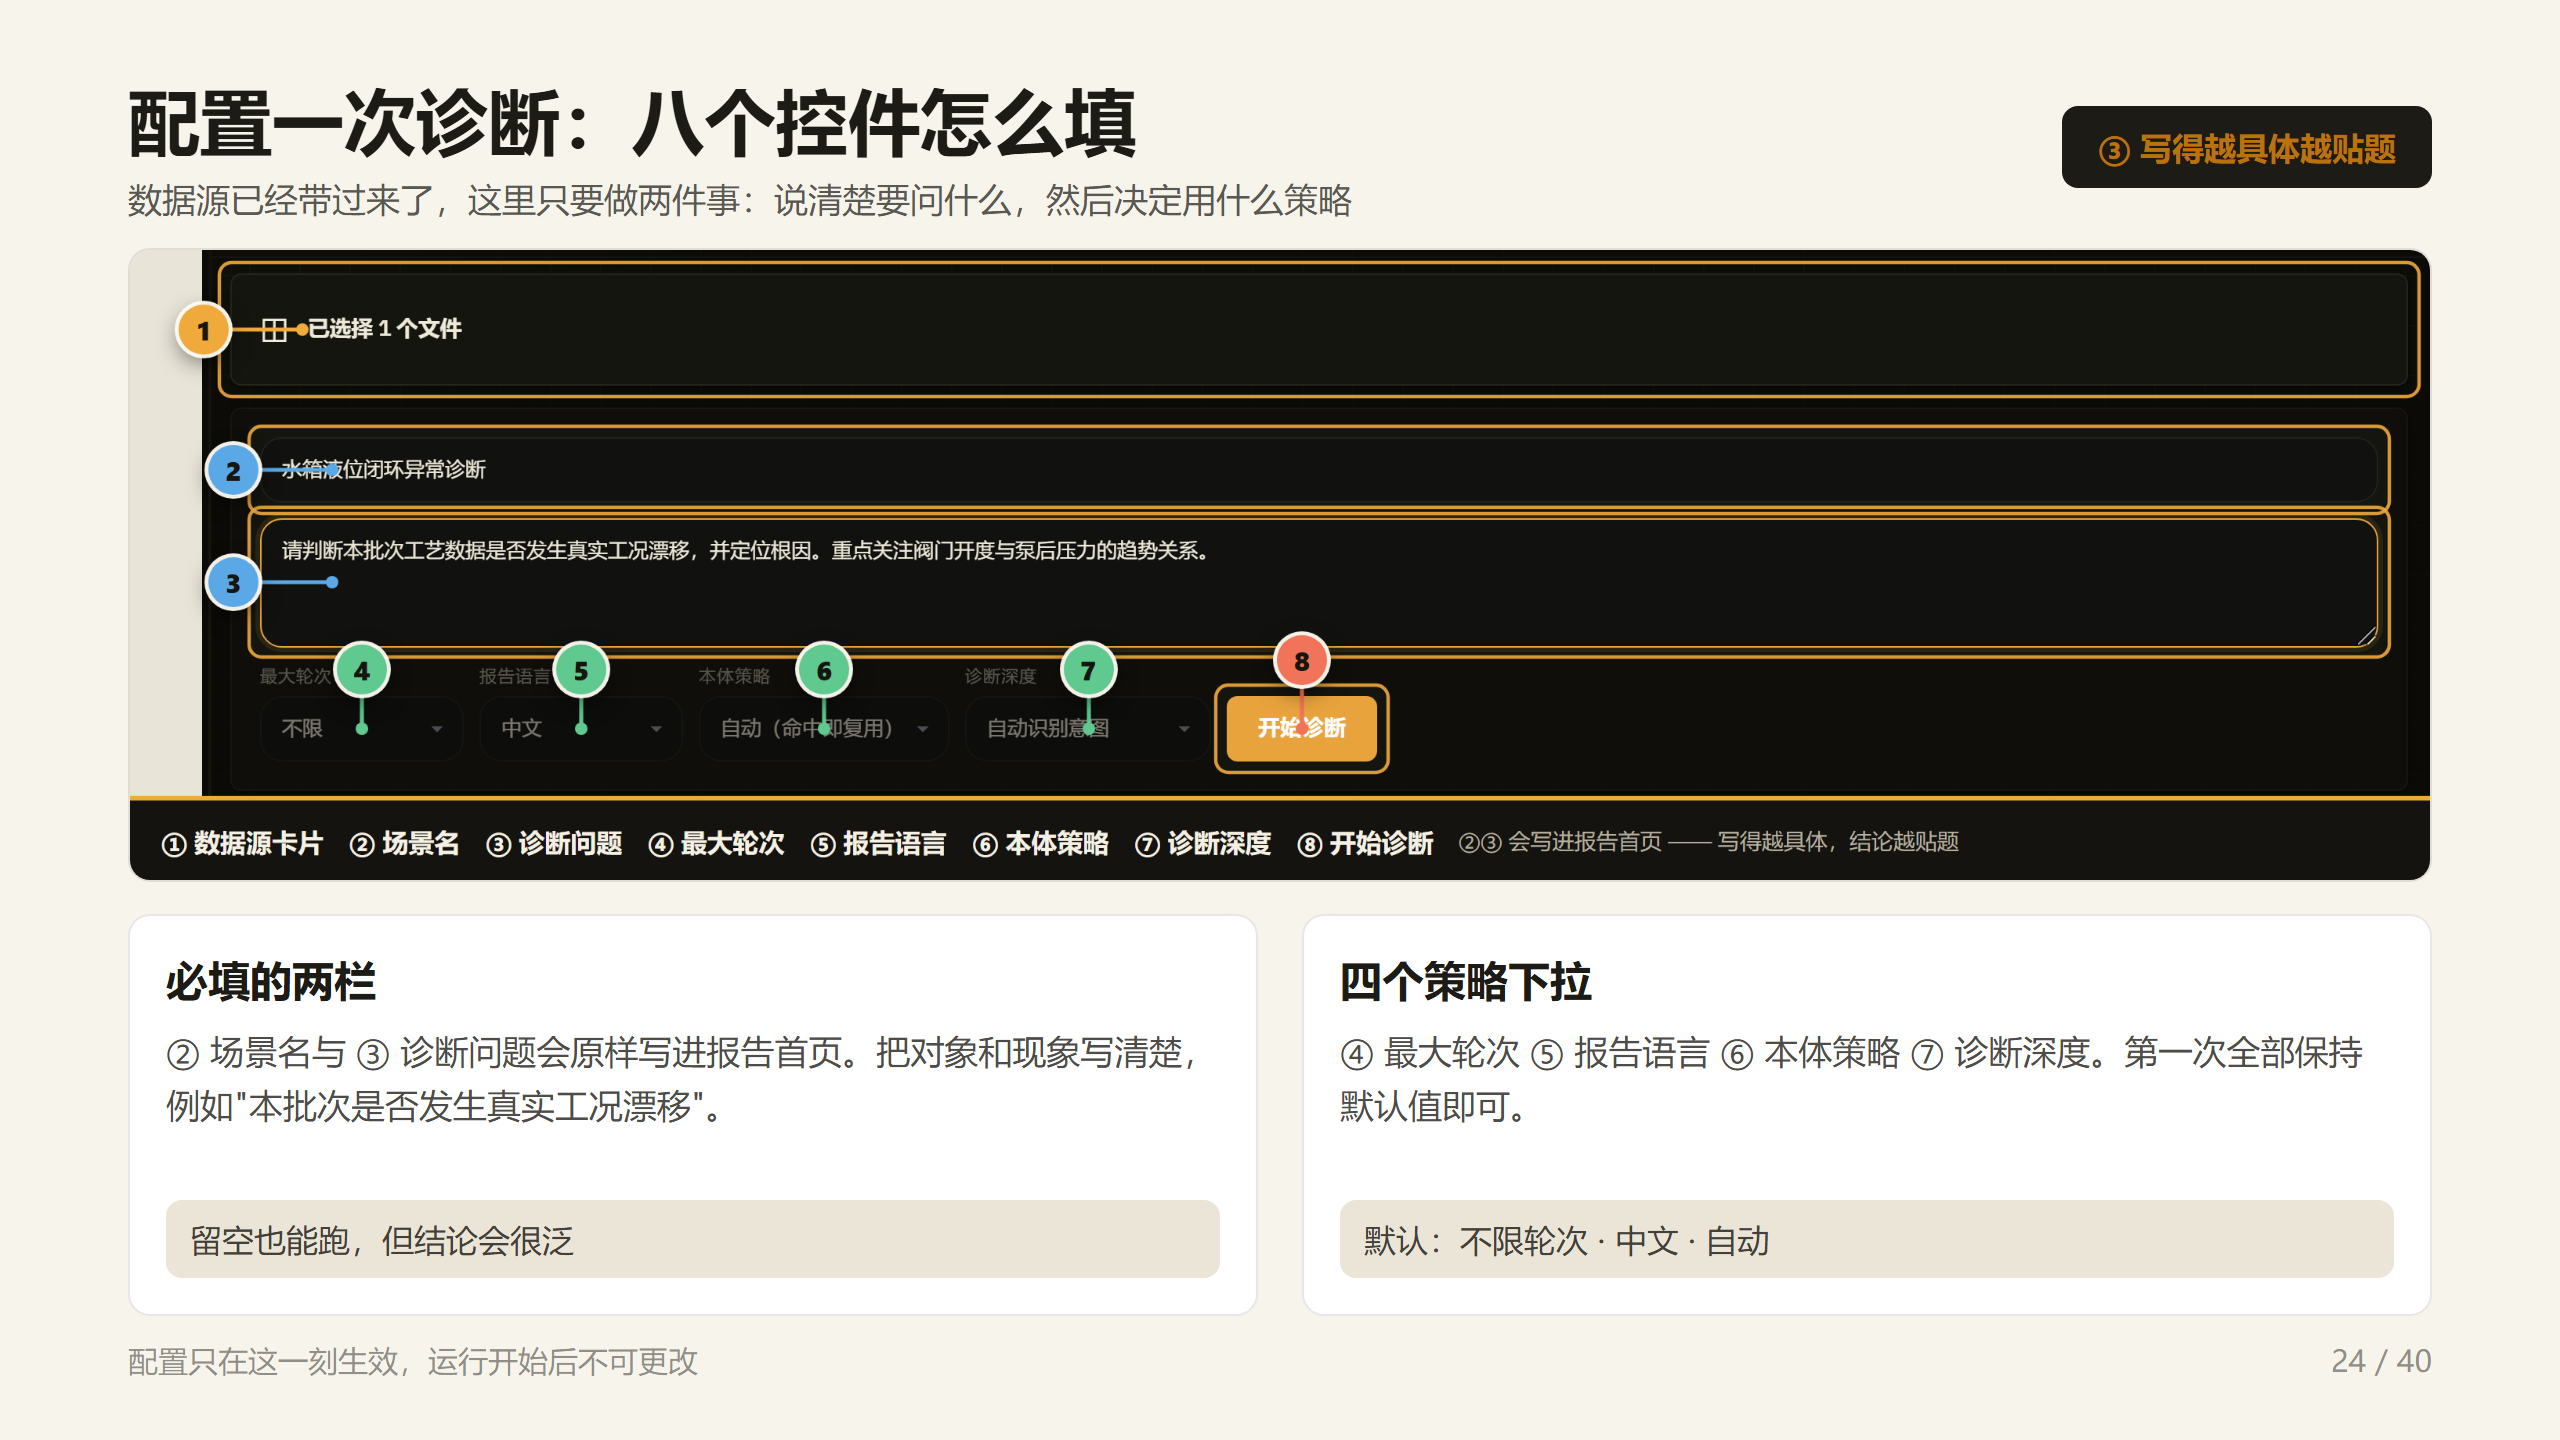 配置一次诊断：八个控件怎么填
③ 写得越具体越贴题
数据源已经带过来了，这里只要做两件事：说清楚要问什么，然后决定用什么策略
1
已选择 1 个文件
2
水箱液位闭环异常诊断
3
请判断本批次工艺数据是否发生真实工况漂移，并定位根因。重点关注阀门开度与泵后压力的趋势关系。
最大轮次 4 报告语言 5 本体策略 6 诊断深度 7 8
不限 中文 自动（命中即复用） 自动识别意图 开始诊断
① 数据源卡片 ② 场景名 ③ 诊断问题 ④ 最大轮次 ⑤ 报告语言 ⑥ 本体策略 ⑦ 诊断深度 ⑧ 开始诊断 ②③ 会写进报告首页 —— 写得越具体，结论越贴题
必填的两栏
② 场景名与 ③ 诊断问题会原样写进报告首页。把对象和现象写清楚，
例如"本批次是否发生真实工况漂移"。
留空也能跑，但结论会很泛
四个策略下拉
④ 最大轮次 ⑤ 报告语言 ⑥ 本体策略 ⑦ 诊断深度。第一次全部保持
默认值即可。
默认：不限轮次 · 中文 · 自动
配置只在这一刻生效，运行开始后不可更改
24 / 40